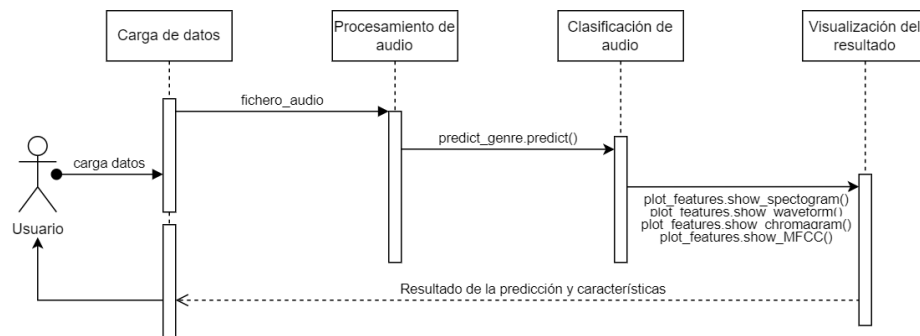 Carga de datos
Procesamiento de
audio
Clasificación de
audio
Visualización del
resultado
fichero_audio
predict_genre.predict()
carga datos
Usuario
plot_features.show_spectogram()
plot_features.show_waveform()
plot_features.show_chromagram()
plot_features.show_MFCC()
Resultado de la predicción y características